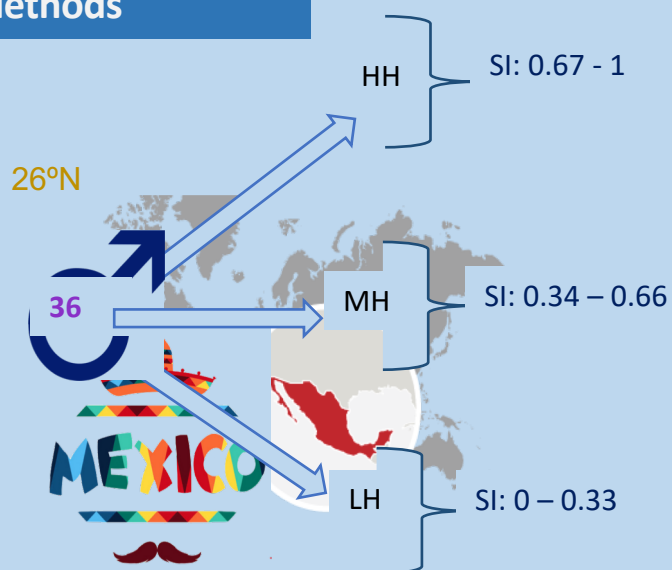 Methods
HH
SI: 0.67 - 1
26ºN
36
MH
SI: 0.34 – 0.66
MEXICO
LH
SI: 0 – 0.33